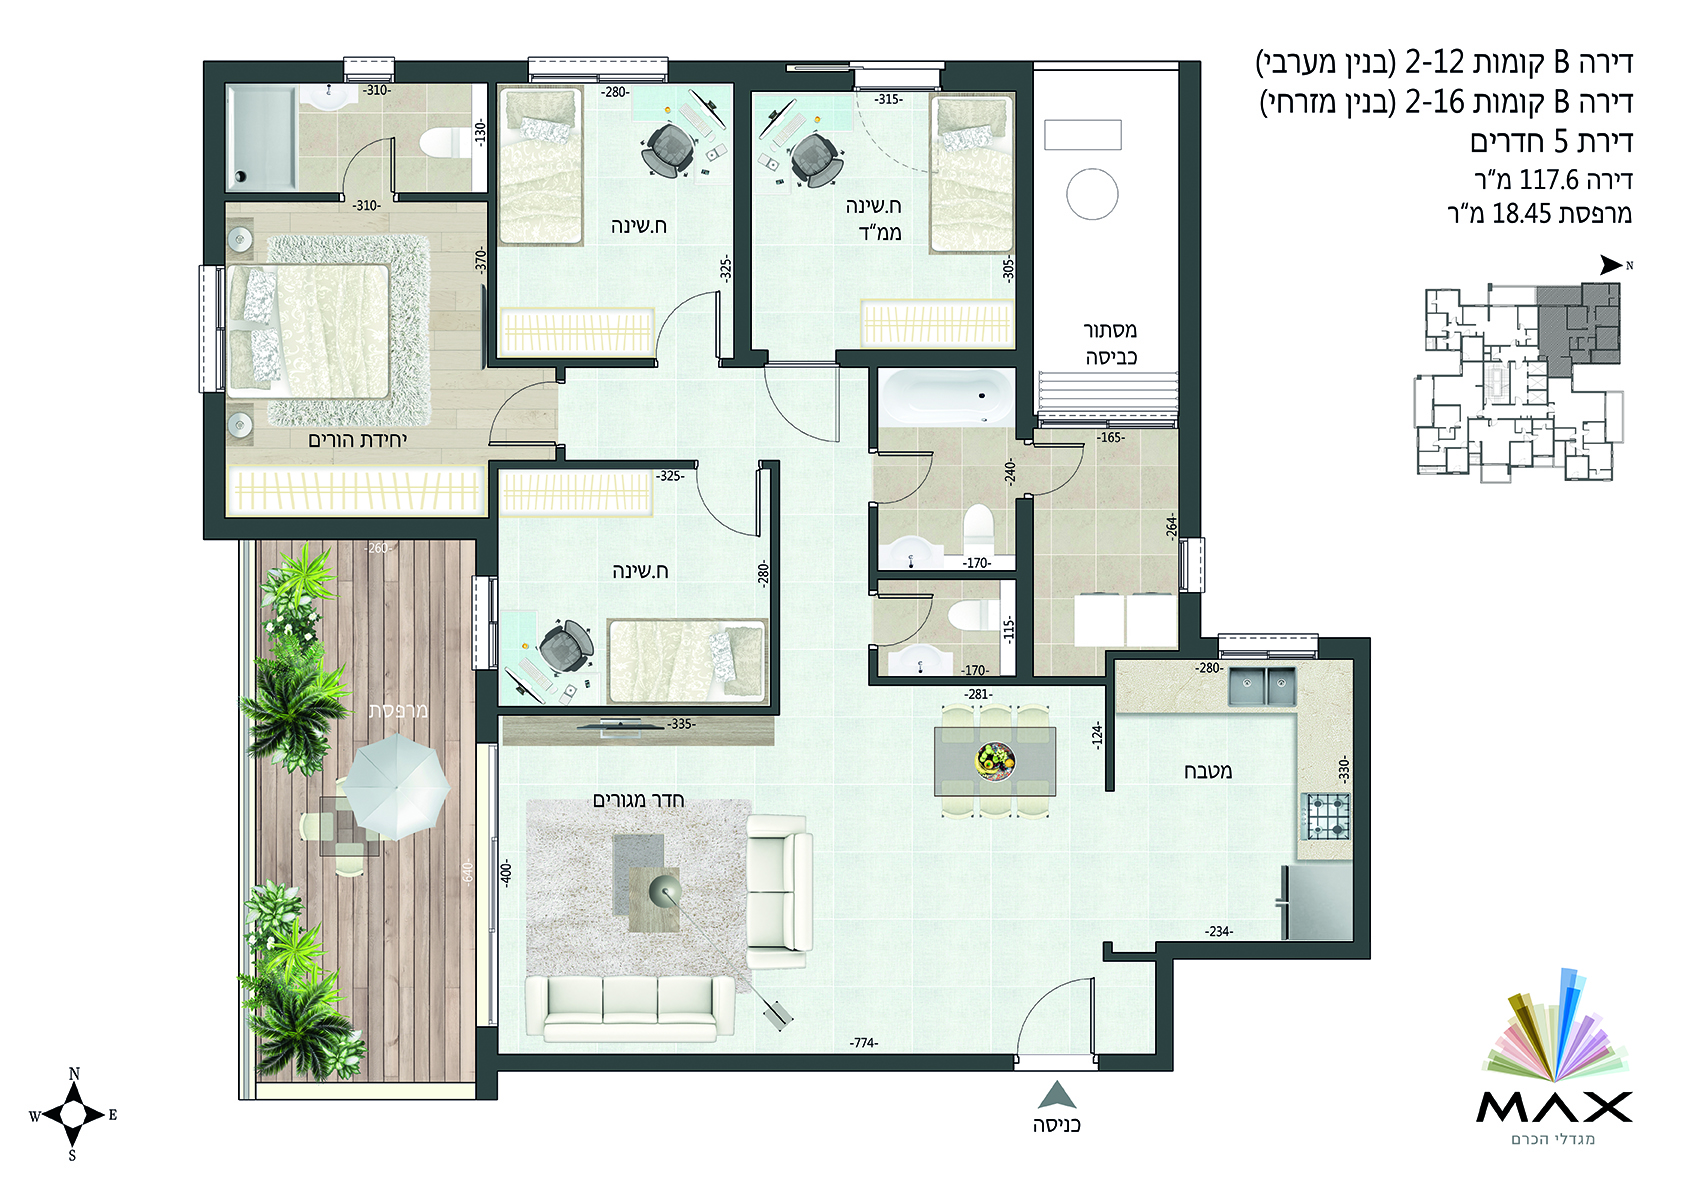 דירה B קומות 2-12 (בנין מערבי)
דירה B קומות 2-16 (בנין מזרחי)
דירת 5 חדרים
דירה 117.6 מ"ר
מרפסת 18.45 מ"ר
N
-310-
-130-
-280-
-315-
-310-
-370-
ח.שינה
-325-
ח.שינה
ממ"ד
-305-
מסתור
כביסה
יחידת הורים
-165-
-240-
-264-
-325-
ח.שינה
-280-
-170-
-115-
-170-
-260-
מרפסת
-640-
-335-
-281-
-280-
-124-
מטבח
-330-
חדר מגורים
-400-
-234-
-774-
כניסה
N
W
E
S
MAX
מגדלי הכרם